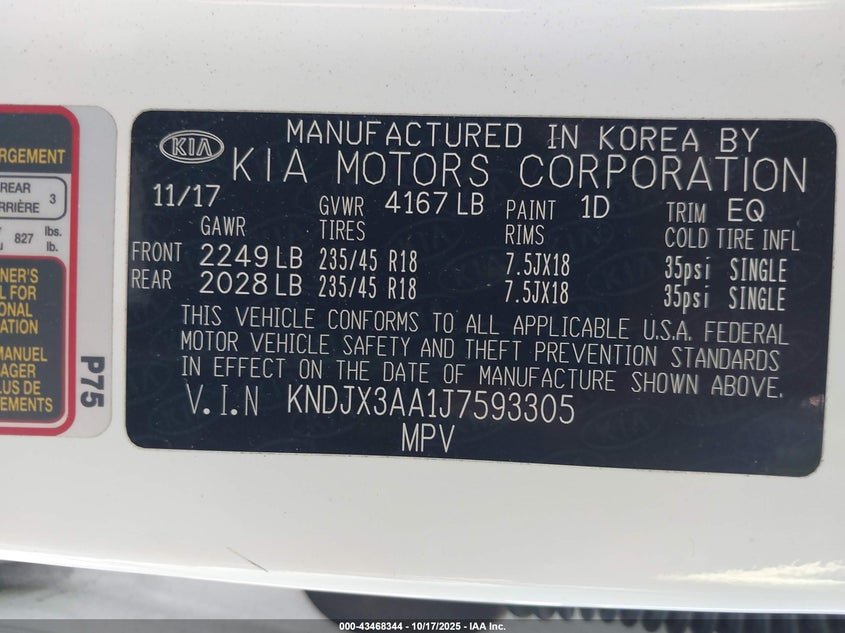 RGEMENT
REAR
RRIÈRE 3
827 lbs.
lb.
NER'S
L FOR
ONAL
ATION
MANUEL
AGER
LUS DE
EMENTS
P75
KIA
MANUFACTURED IN KOREA BY
KIA MOTORS CORPORATION
11/17 GVWR 4167 LB PAINT 1D TRIM EQ
GAWR TIRES RIMS COLD TIRE INFL
FRONT 2249 LB 235/45 R18 7.5JX18 35psi SINGLE
REAR 2028 LB 235/45 R18 7.5JX18 35psi SINGLE
THIS VEHICLE CONFORMS TO ALL APPLICABLE U.S.A. FEDERAL
MOTOR VEHICLE SAFETY AND THEFT PREVENTION STANDARDS
IN EFFECT ON THE DATE OF MANUFACTURE SHOWN ABOVE.
V.I.N KNDJX3AA1J7593305
MPV
000-43468344 - 10/17/2025 - IAA Inc.